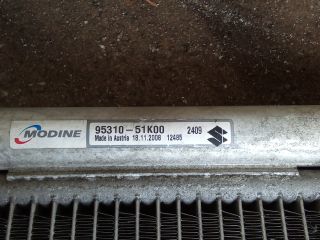 MODINE
95310-51K00 2409
Made in Austria 18.11.2008 12485